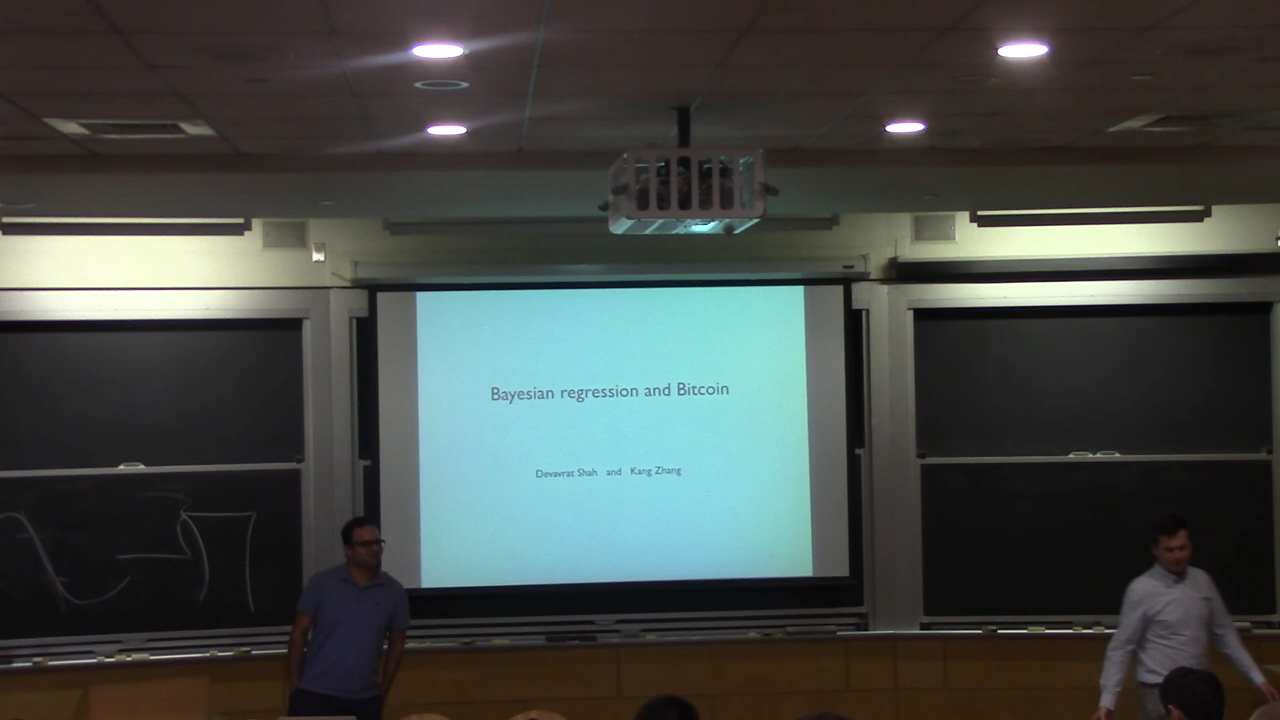 Bayesian regression and Bitcoin
Devavrat Shah and Kang Zhang